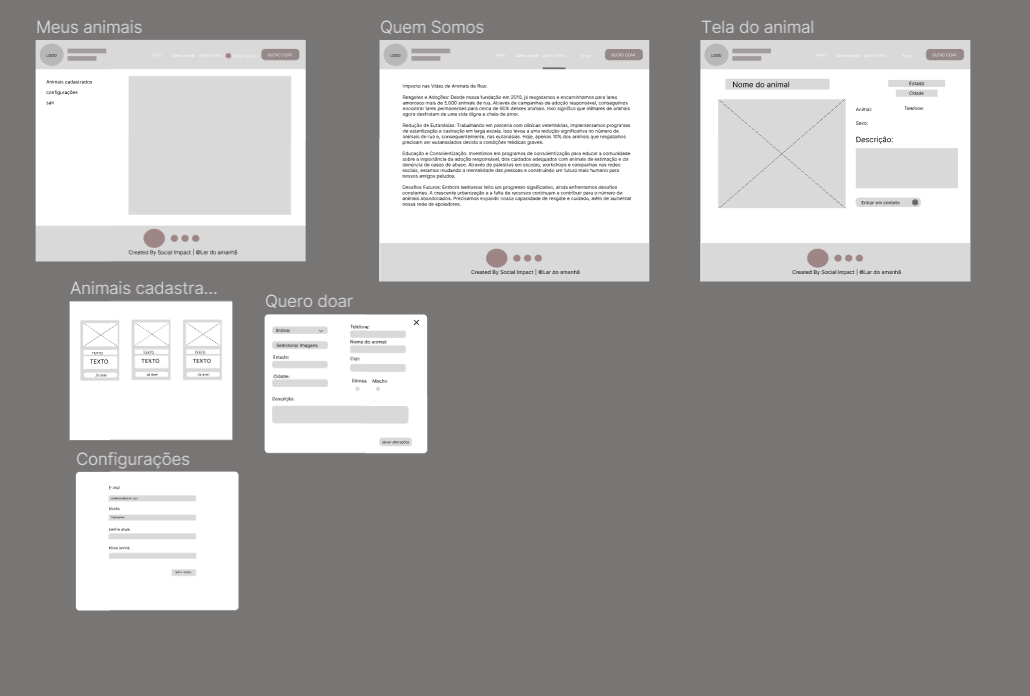 Meus animais
LOGO
QUERO DOAR
Animais cadastrados
configurações
sair
Created By Social Impact | @Lar do amanhã
Quem Somos
LOGO
QUERO DOAR
Impacto nas Vidas de Animais de Rua:
Resgates e Adoções: Desde nossa fundação em 2010, já resgatamos e encaminhamos para lares
amorosos mais de 5.000 animais de rua. Através de campanhas de adoção responsável, conseguimos
encontrar lares permanentes para cerca de 95% desses animais. Isso significa que milhares de animais
agora desfrutam de uma vida digna e cheia de amor.
Redução de Eutanásias: Trabalhando em parceria com clínicas veterinárias, implementamos programas
de esterilização e castração em larga escala. Isso levou a uma redução significativa no número de
animais de rua e, consequentemente, nas eutanásias. Hoje, apenas 10% dos animais que resgatamos
precisam ser eutanasiados devido a condições médicas graves.
Educação e Conscientização: Investimos em programas de conscientização para educar a comunidade
sobre a importância da adoção responsável, dos cuidados adequados com animais de estimação e da
denúncia de casos de abuso. Através de palestras em escolas, workshops e campanhas nas redes
sociais, estamos mudando a mentalidade das pessoas e construindo um futuro mais humano para
nossos amigos peludos.
Desafios Futuros: Embora tenhamos feito um progresso significativo, ainda enfrentamos desafios
constantes. A crescente urbanização e a falta de recursos continuam a contribuir para o número de
animais abandonados. Precisamos expandir nossa capacidade de resgate e cuidado, além de aumentar
nossa rede de apoiadores.
Created By Social Impact | @Lar do amanhã
Tela do animal
LOGO
QUERO DOAR
Nome do animal
Estado
Cidade
Animal:
Telefone:
Sexo:
Descrição:
Entrar em contato
Created By Social Impact | @Lar do amanhã
Animais cadastra...
TEXTO
TEXTO
Já doei
TEXTO
TEXTO
Já doei
TEXTO
TEXTO
Já doei
Quero doar
Animal
Telefone:
Selecionar imagens
Nome do animal:
Estado:
Cep:
Cidade:
Fêmea
Macho
Descrição:
Configurações
E-mail
Senha atual
Nova senha